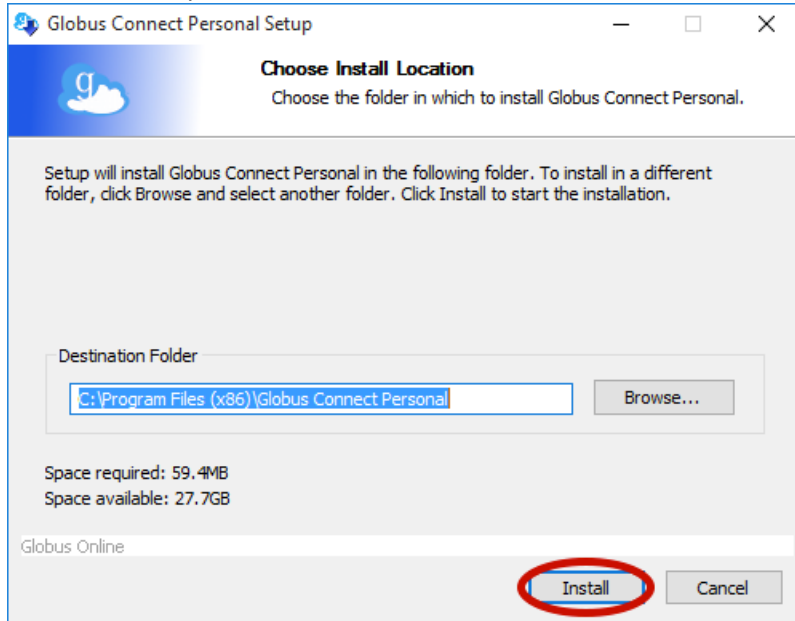 Globus Connect Personal Setup
Choose Install Location
Choose the folder in which to install Globus Connect Personal.
g
Setup will install Globus Connect Personal in the following folder. To install in a different
folder, click Browse and select another folder. Click Install to start the installation.
Destination Folder
C:\Program Files (x86)\Globus Connect Personal
Browse...
Space required: 59.4MB
Space available: 27.7GB
Globus Online
Install
Cancel